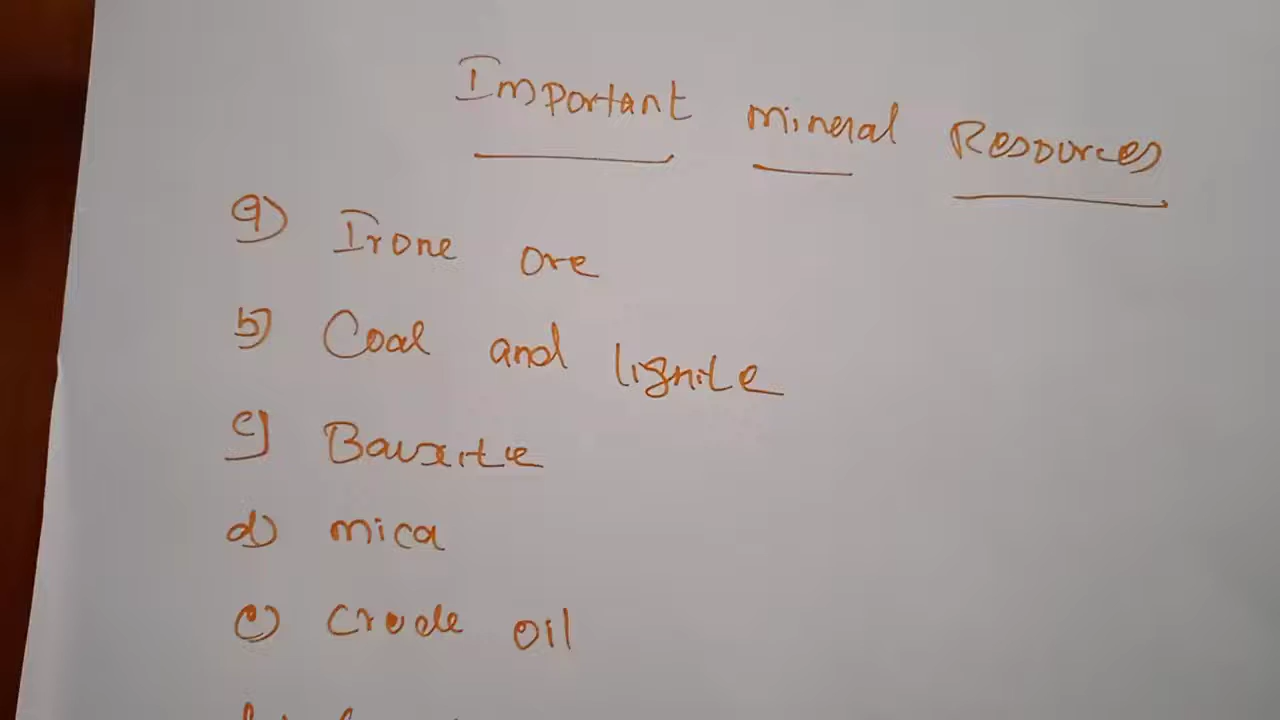 Important Mineral Resources
a) Irone ore
b) Coal and lignite
c) Bauxite
d) mica
e) Crude oil